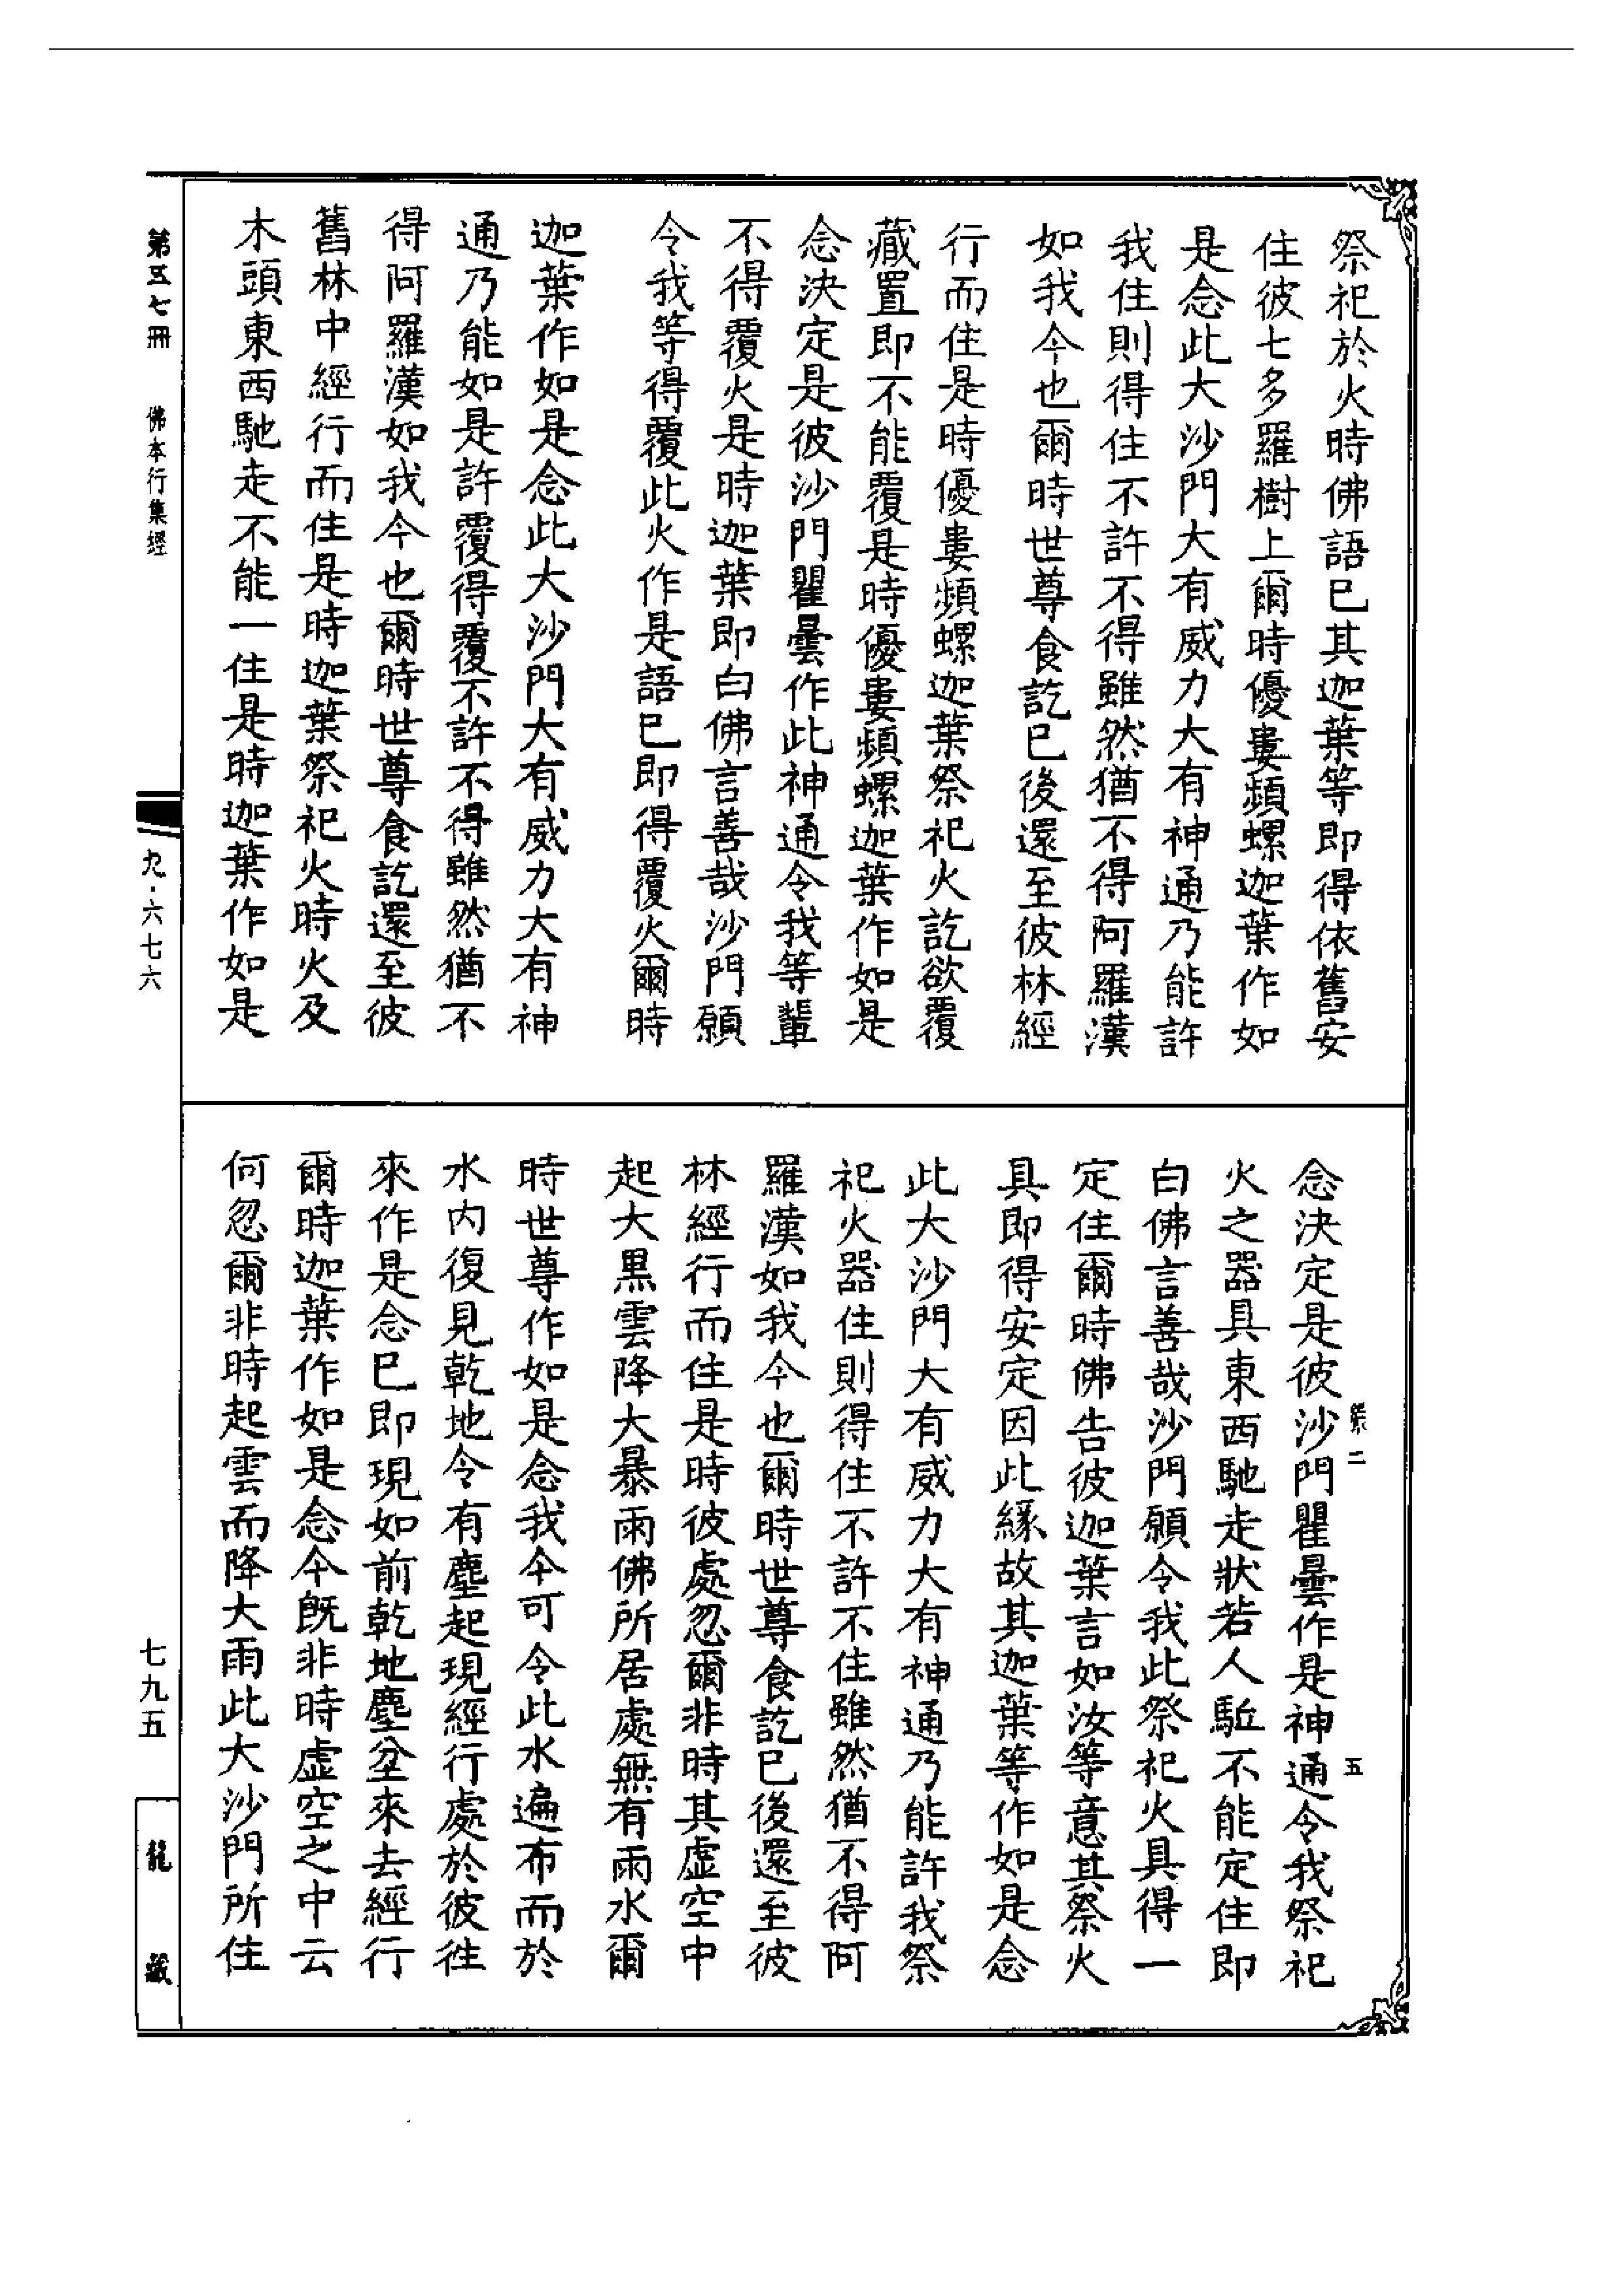 祭祀於火時佛語巳其迦葉等即得依舊安
住彼七多羅樹上爾時優婁頻螺迦葉作如
是念此大沙門大有威力大有神通乃能許
我住則得住不許不得雖然猶不得阿羅漢
如我今也爾時世尊食訖巳後還至彼林經
行而住是時優婁頻螺迦葉祭祀火訖欲覆
藏置即不能覆是時優婁頻螺迦葉作如是
念決定是彼沙門瞿曇作此神通令我等輩
不得覆火是時迦葉即白佛言善哉沙門願
令我等得覆此火作是語巳即得覆火爾時
迦葉作如是念此大沙門大有威力大有神
通乃能如是許覆得覆不許不得雖然猶不
得阿羅漢如我今也爾時世尊食訖還至彼
舊林中經行而住是時迦葉祭祀火時火及
木頭東西馳走不能一住是時迦葉作如是
念決定是彼沙門瞿曇作是神通令我祭祀
火之器具東西馳走狀若人駈不能定住即
白佛言善哉沙門願令我此祭祀火具得一
定住爾時佛告彼迦葉言如汝等意其祭火
具即得安定因此緣故其迦葉等作如是念
此大沙門大有威力大有神通乃能許我祭
祀火器住則得住不許不住雖然猶不得阿
羅漢如我今也爾時世尊食訖巳後還至彼
林經行而住是時彼處忽爾非時其虛空中
起大黑雲降大暴雨佛所居處無有雨水爾
時世尊作如是念我今可令此水遍布而於
水内復見乾地令有塵起現經行處於彼徃
來作是念巳即現如前乾地塵坌來去經行
爾時迦葉作如是念今旣非時虛空之中云
何忽爾非時起雲而降大雨此大沙門所住
二
五
第五七冊
佛本行集經
九·六七六
七九五
龍藏